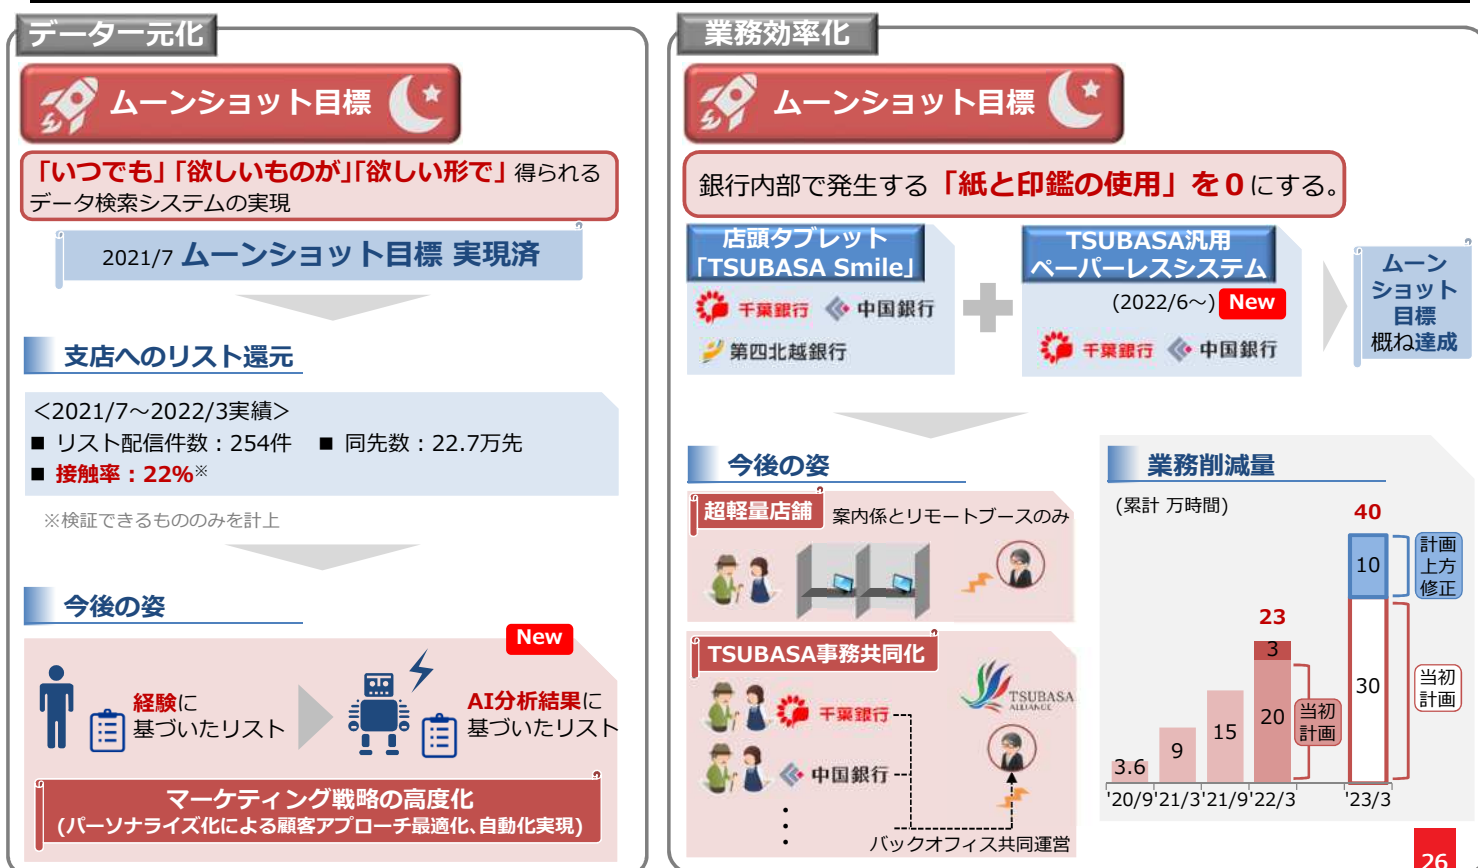 データ一元化
ムーンショット目標
「いつでも」「欲しいものが」「欲しい形で」得られる
データ検索システムの実現
2021/7 ムーンショット目標 実現済
支店へのリスト還元
＜2021/7～2022/3実績＞
■ リスト配信件数：254件 ■ 同先数：22.7万先
■ 接触率：22%※
※検証できるもののみを計上
今後の姿
New
経験に
基づいたリスト
AI分析結果に
基づいたリスト
マーケティング戦略の高度化
(パーソナライズ化による顧客アプローチ最適化、自動化実現)
業務効率化
ムーンショット目標
銀行内部で発生する「紙と印鑑の使用」を０にする。
店頭タブレット
「TSUBASA Smile」
千葉銀行 中国銀行
第四北越銀行
TSUBASA汎用
ペーパーレスシステム
(2022/6～) New
千葉銀行 中国銀行
ムーン
ショット
目標
概ね達成
今後の姿
超軽量店舗 案内係とリモートブースのみ
TSUBASA事務共同化
千葉銀行
中国銀行
TSUBASA
ALLIANCE
バックオフィス共同運営
業務削減量
(累計 万時間)
40
10
計画
上方
修正
23
3
30
当初
計画
20
当初
計画
15
9
3.6
'20/9 '21/3 '21/9 '22/3 '23/3
26